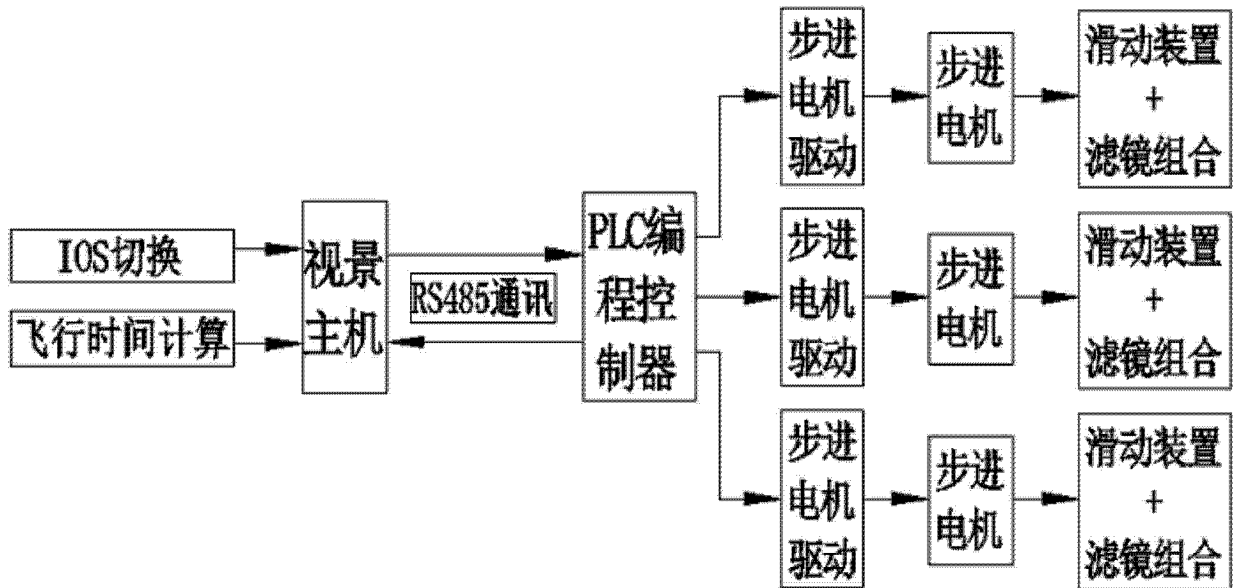 IOS切换
飞行时间计算
视景
主机
RS485通讯
PLC编
程控
制器
步进
电机
驱动
步进
电机
滑动装置
+
滤镜组合
步进
电机
驱动
步进
电机
滑动装置
+
滤镜组合
步进
电机
驱动
步进
电机
滑动装置
+
滤镜组合